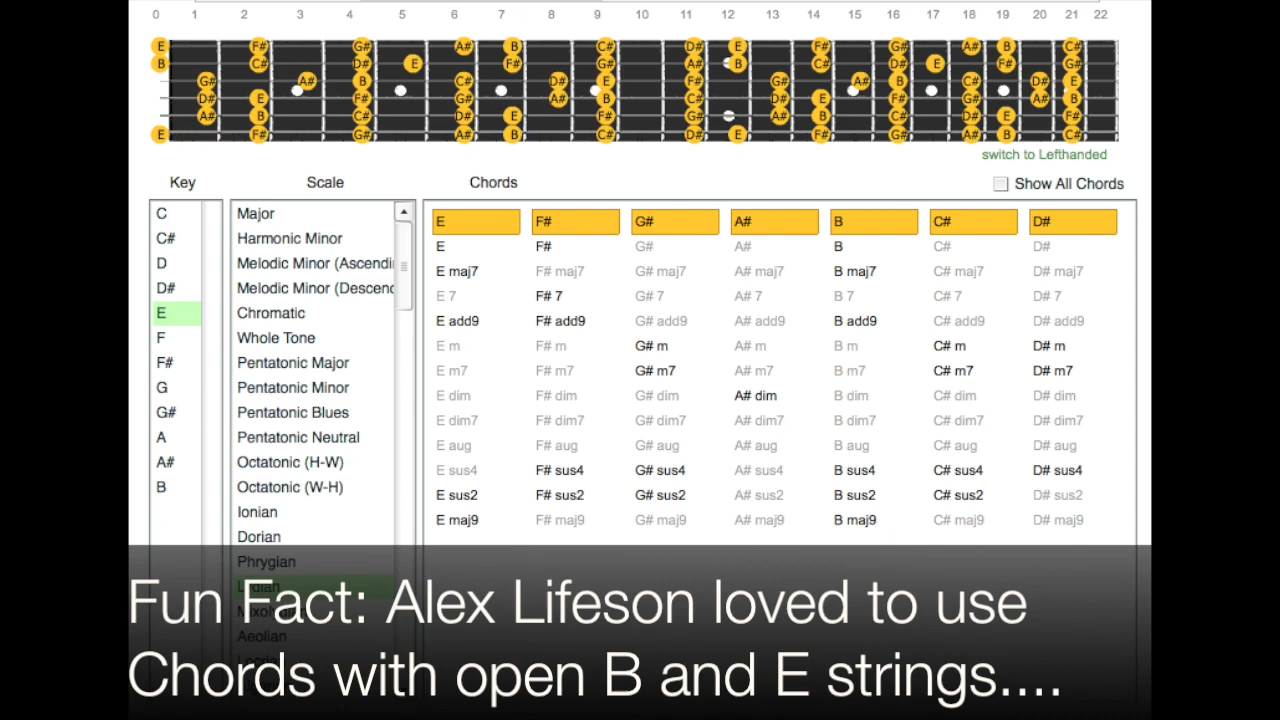 0 1 2 3 4 5 6 7 8 9 10 11 12 13 14 15 16 17 18 19 20 21 22
E F# G# A# B C# D# E F# G# A# B C#
B C# D# E F# G# A# B C# D# E F# G#
G# A# B C# D# E F# G# A# B C# D# E
D# E F# G# A# B C# D# E F# G# A# B
A# B C# D# E F# G# A# B C# D# E F#
E F# G# A# B C# D# E F# G# A# B C#
switch to Lefthanded
Key Scale Chords Show All Chords
C
C#
D
D#
E
F
F#
G
G#
A
A#
B
Major
Harmonic Minor
Melodic Minor (Ascendi
Melodic Minor (Descenc
Chromatic
Whole Tone
Pentatonic Major
Pentatonic Minor
Pentatonic Blues
Pentatonic Neutral
Octatonic (H-W)
Octatonic (W-H)
Ionian
Dorian
Phrygian
Lydian
Mixolydian
Aeolian
E F# G# A# B C# D#
E F# G# A# B C# D#
E maj7 F# maj7 G# maj7 A# maj7 B maj7 C# maj7 D# maj7
E 7 F# 7 G# 7 A# 7 B 7 C# 7 D# 7
E add9 F# add9 G# add9 A# add9 B add9 C# add9 D# add9
E m F# m G# m A# m B m C# m D# m
E m7 F# m7 G# m7 A# m7 B m7 C# m7 D# m7
E dim F# dim G# dim A# dim B dim C# dim D# dim
E dim7 F# dim7 G# dim7 A# dim7 B dim7 C# dim7 D# dim7
E aug F# aug G# aug A# aug B aug C# aug D# aug
E sus4 F# sus4 G# sus4 A# sus4 B sus4 C# sus4 D# sus4
E sus2 F# sus2 G# sus2 A# sus2 B sus2 C# sus2 D# sus2
E maj9 F# maj9 G# maj9 A# maj9 B maj9 C# maj9 D# maj9
Fun Fact: Alex Lifeson loved to use
Chords with open B and E strings....